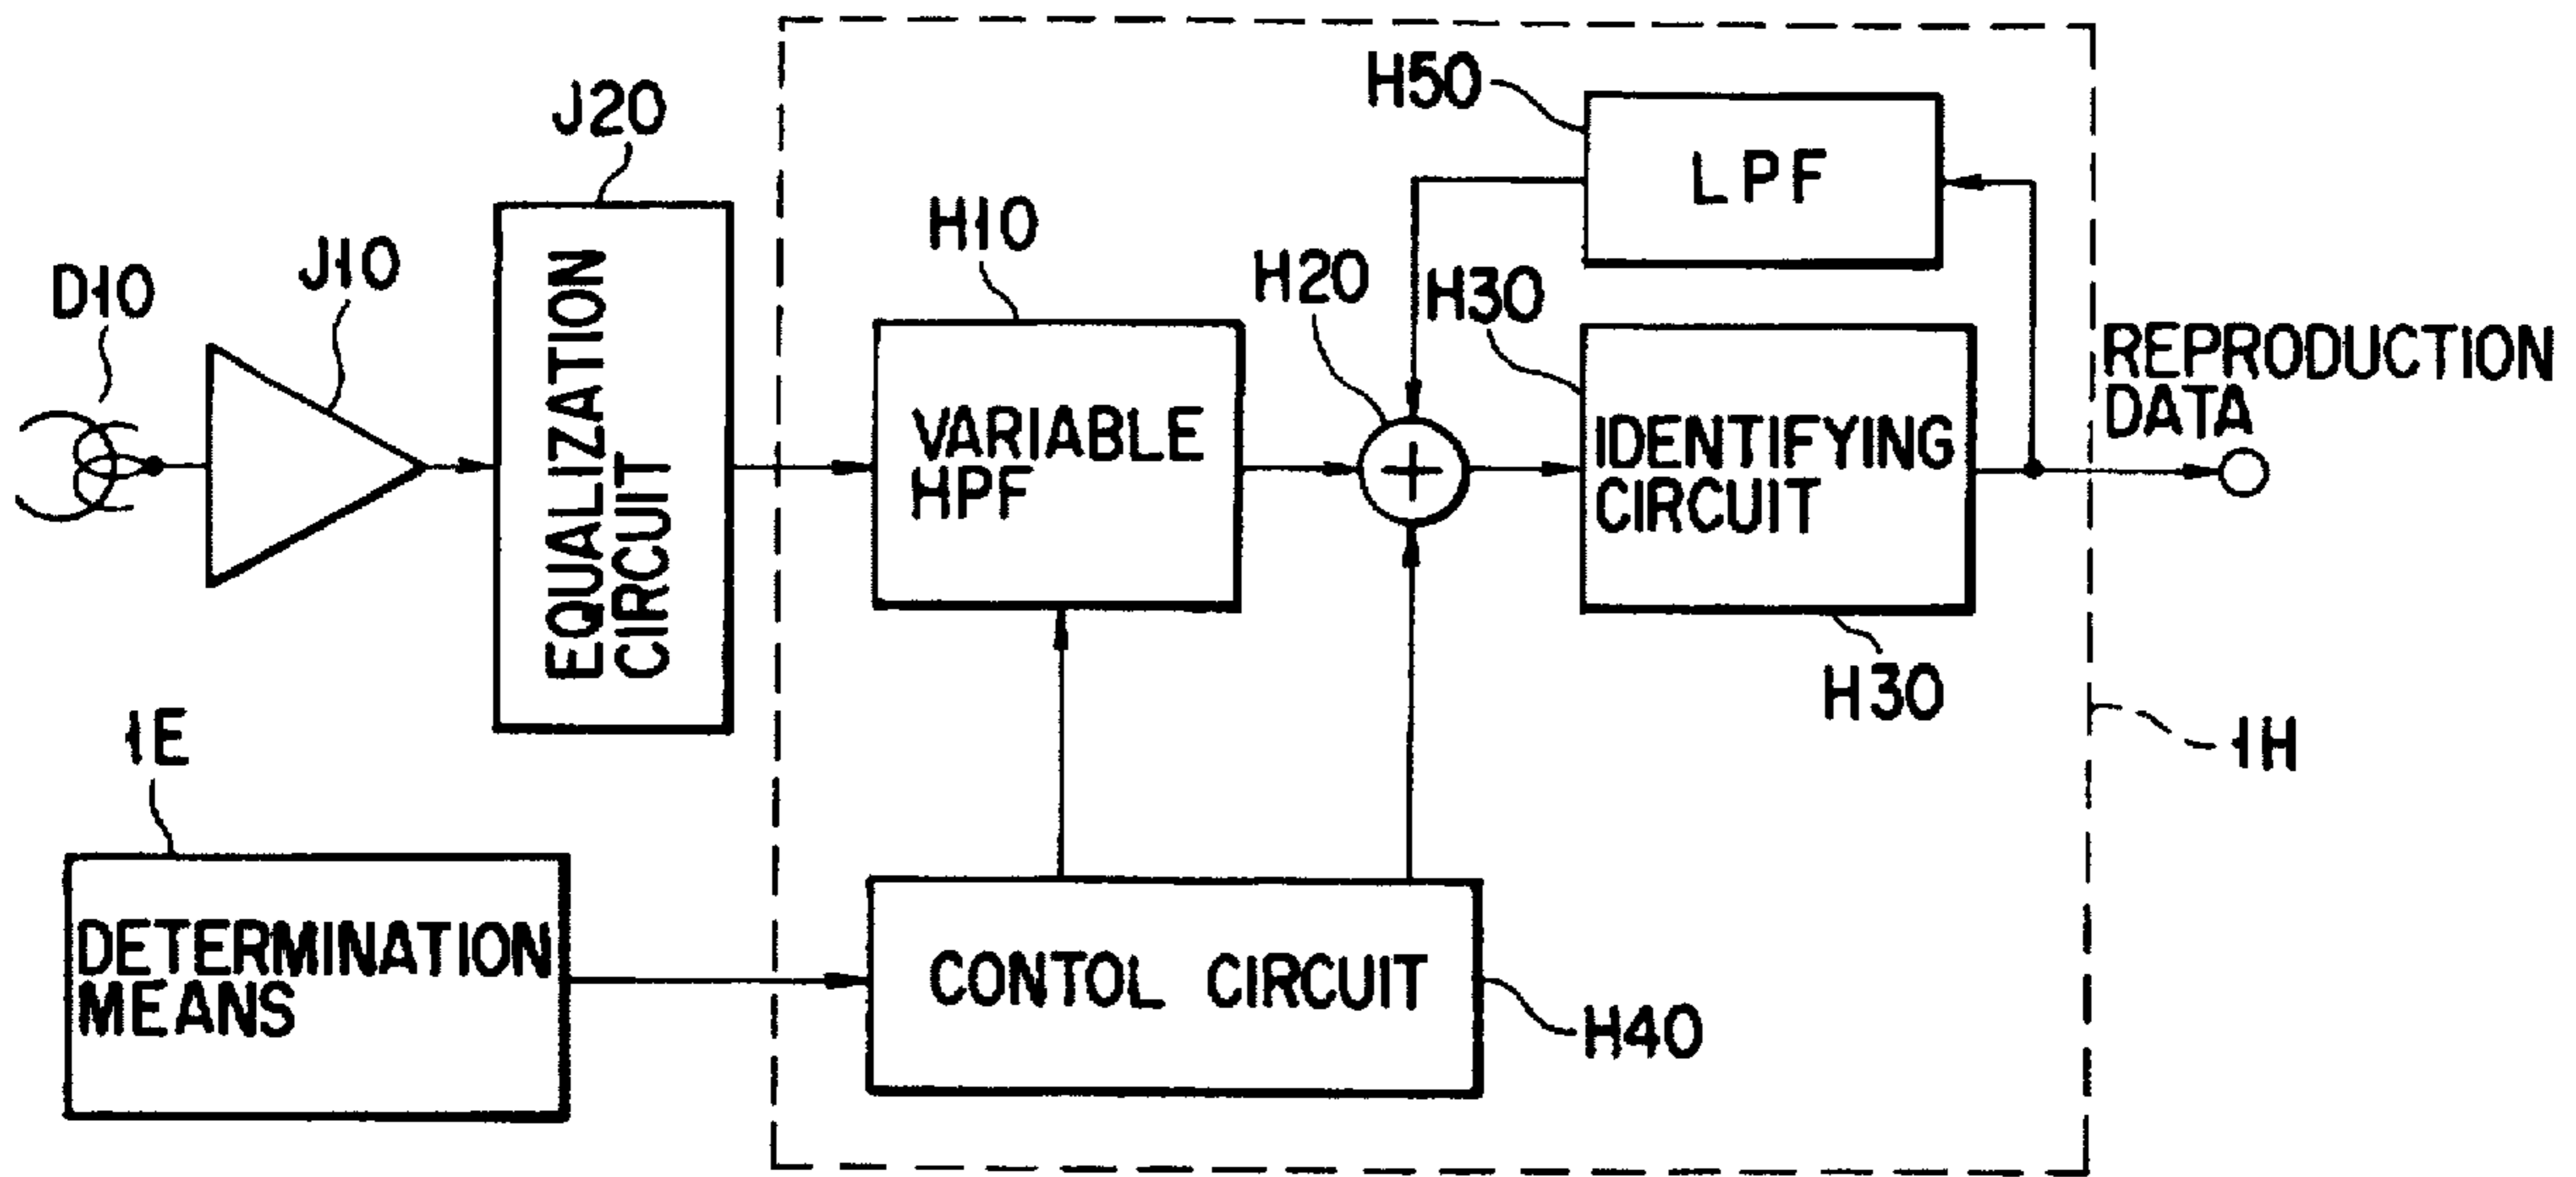 H50
J20
LPF
H10
J10
H20
D10
H30
REPRODUCTION
DATA
EQUALIZATION
CIRCUIT
VARIABLE
HPF
+
IDENTIFYING
CIRCUIT
H30
1E
1H
DETERMINATION
MEANS
CONTOL CIRCUIT
H40